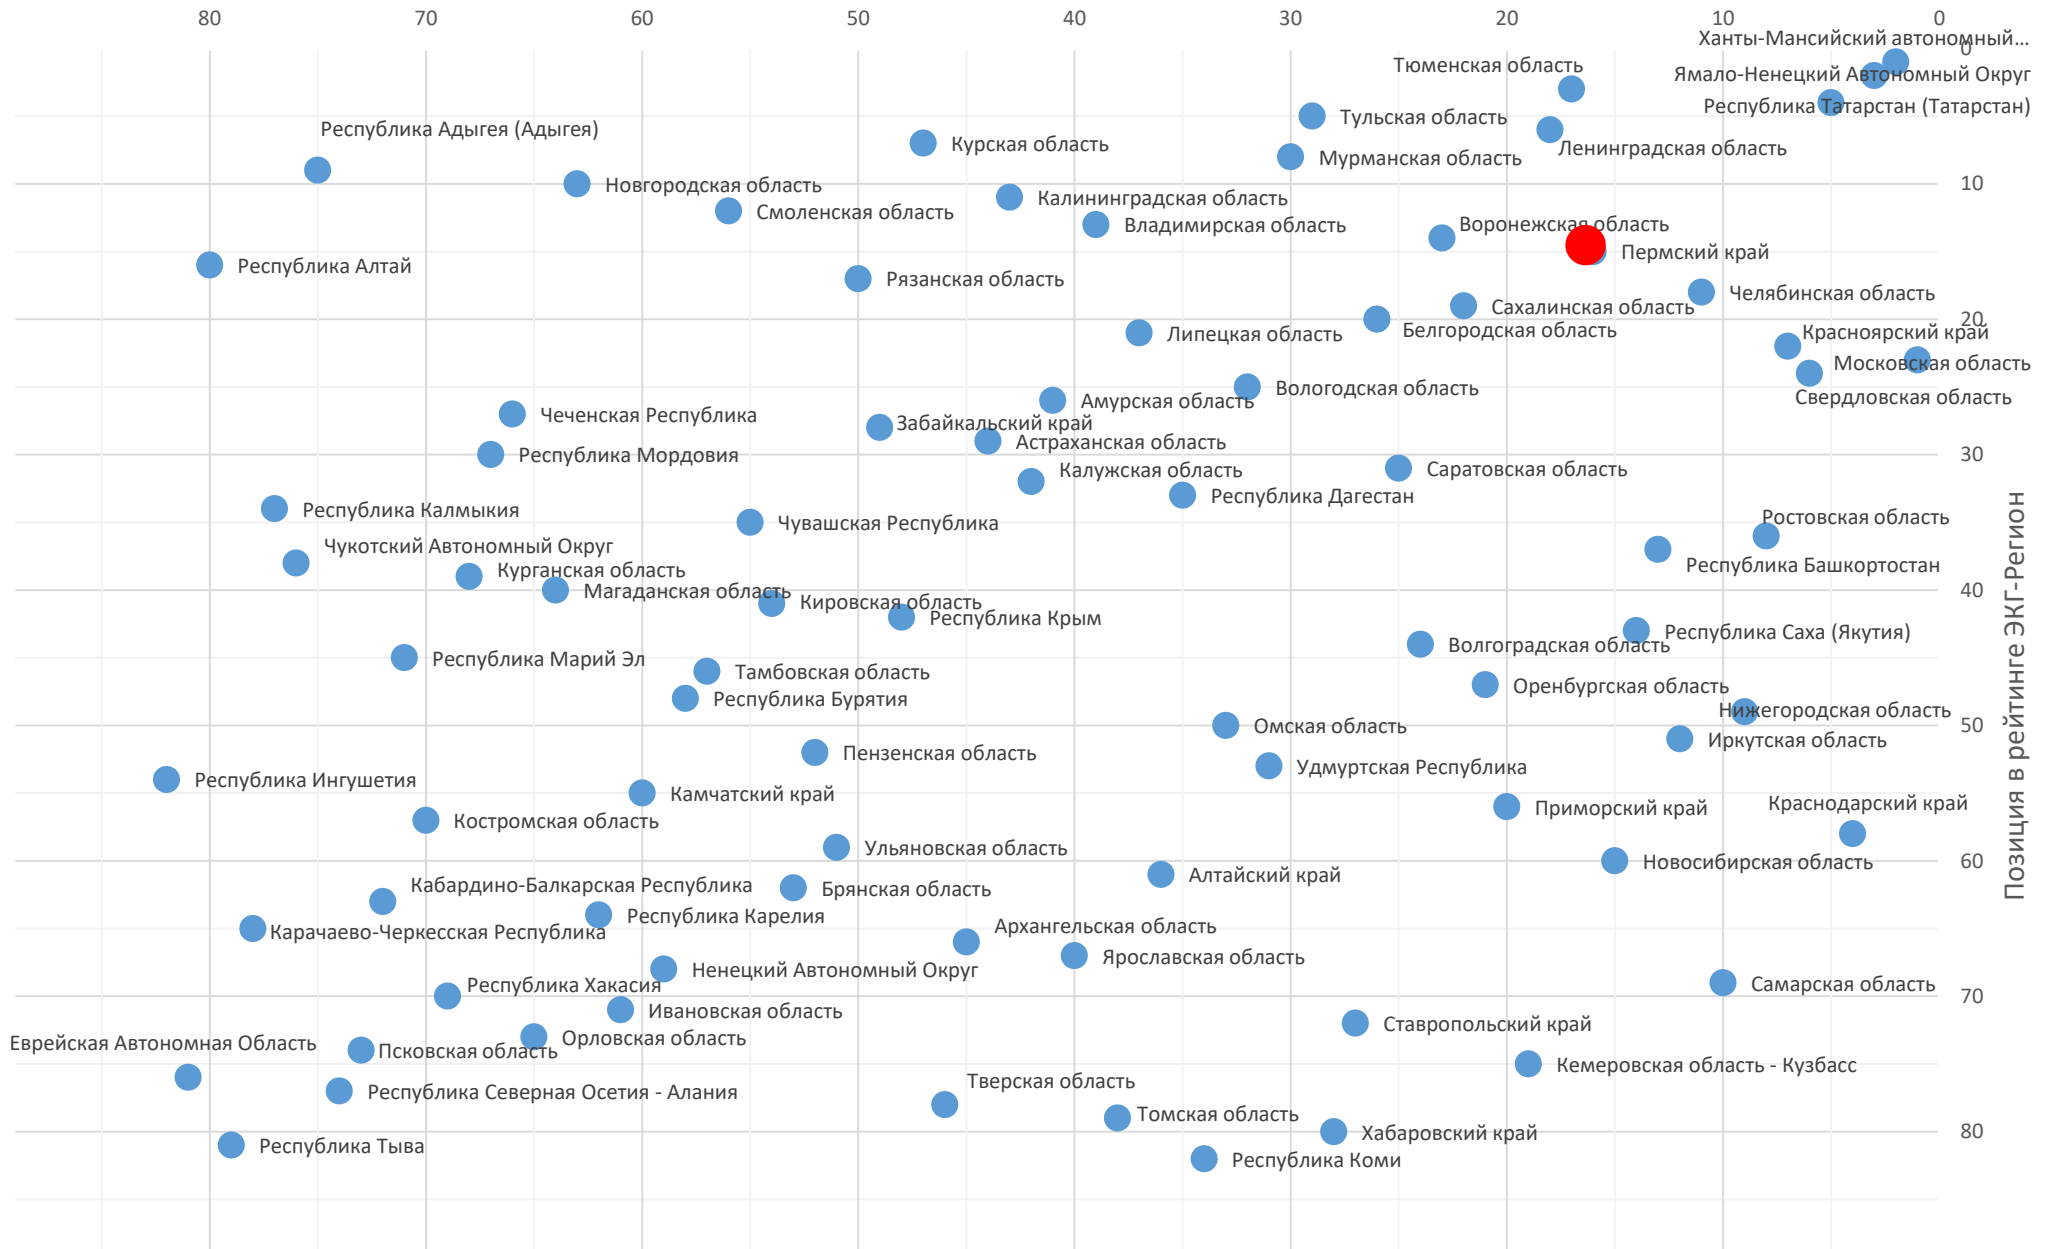 80 70 60 50 40 30 20 10 0
Ханты-Мансийский автономный...
0
Тюменская область
Ямало-Ненецкий Автономный Округ
Республика Татарстан (Татарстан)
Тульская область
Республика Адыгея (Адыгея)
Курская область
Ленинградская область
Мурманская область
Новгородская область
10
Калининградская область
Смоленская область
Владимирская область
Воронежская область
Пермский край
Республика Алтай
Рязанская область
Челябинская область
Сахалинская область
20
Белгородская область
Красноярский край
Липецкая область
Московская область
Вологодская область
Свердловская область
Амурская область
Чеченская Республика
Забайкальский край
Астраханская область
Республика Мордовия
30
Саратовская область
Калужская область
Республика Дагестан
Республика Калмыкия
Ростовская область
Чувашская Республика
Чукотский Автономный Округ
Республика Башкортостан
Курганская область
Магаданская область
40
Кировская область
Республика Крым
Республика Саха (Якутия)
Волгоградская область
Республика Марий Эл
Тамбовская область
Оренбургская область
Республика Бурятия
Нижегородская область
Омская область
50
Иркутская область
Пензенская область
Удмуртская Республика
Республика Ингушетия
Камчатский край
Краснодарский край
Приморский край
Костромская область
Ульяновская область
60
Новосибирская область
Алтайский край
Кабардино-Балкарская Республика
Брянская область
Республика Карелия
Архангельская область
Карачаево-Черкесская Республика
Ярославская область
Ненецкий Автономный Округ
Самарская область
Республика Хакасия
70
Ивановская область
Ставропольский край
Орловская область
Еврейская Автономная Область
Псковская область
Кемеровская область - Кузбасс
Тверская область
Республика Северная Осетия - Алания
Томская область
80
Хабаровский край
Республика Тыва
Республика Коми
Позиция в рейтинге ЭКГ-Регион